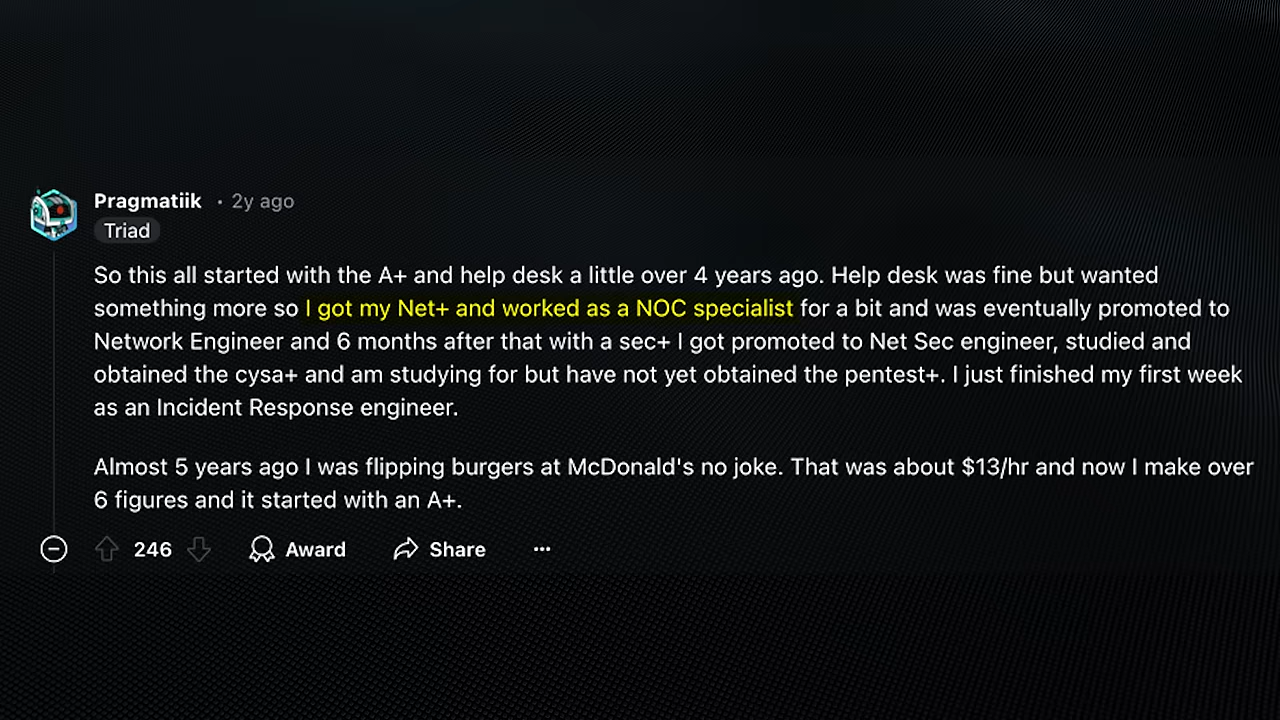 Pragmatiik • 2y ago
Triad
So this all started with the A+ and help desk a little over 4 years ago. Help desk was fine but wanted
something more so I got my Net+ and worked as a NOC specialist for a bit and was eventually promoted to
Network Engineer and 6 months after that with a sec+ I got promoted to Net Sec engineer, studied and
obtained the cysa+ and am studying for but have not yet obtained the pentest+. I just finished my first week
as an Incident Response engineer.
Almost 5 years ago I was flipping burgers at McDonald's no joke. That was about $13/hr and now I make over
6 figures and it started with an A+.
246 Award Share ...